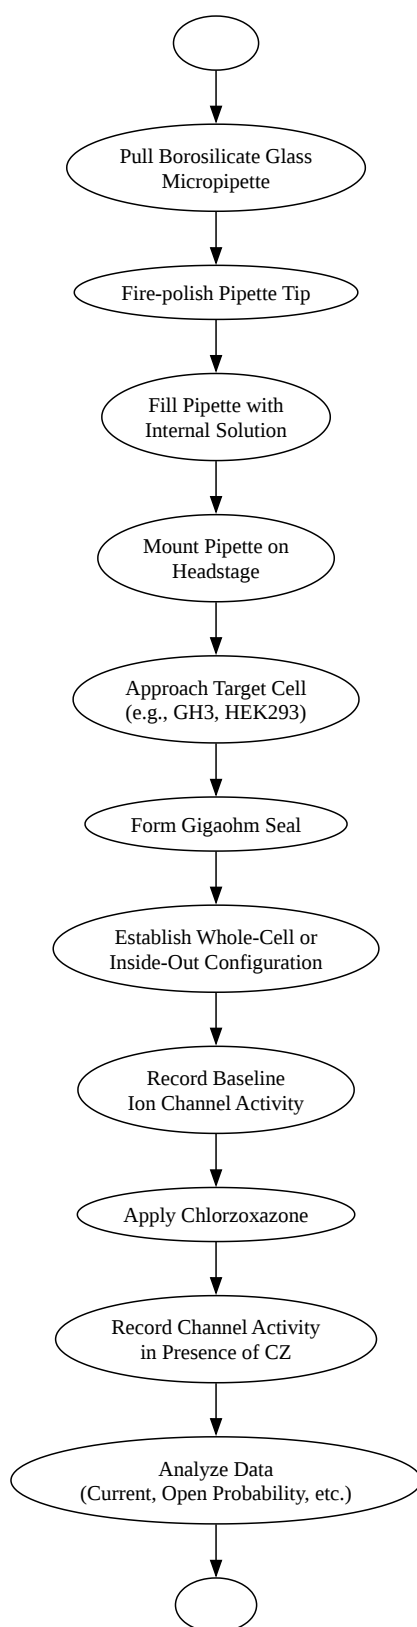 Pull Borosilicate Glass
Micropipette
Fire-polish Pipette Tip
Fill Pipette with
Internal Solution
Mount Pipette on
Headstage
Approach Target Cell
(e.g., GH3, HEK293)
Form Gigaohm Seal
Establish Whole-Cell or
Inside-Out Configuration
Record Baseline
Ion Channel Activity
Apply Chlorzoxazone
Record Channel Activity
in Presence of CZ
Analyze Data
(Current, Open Probability, etc.)